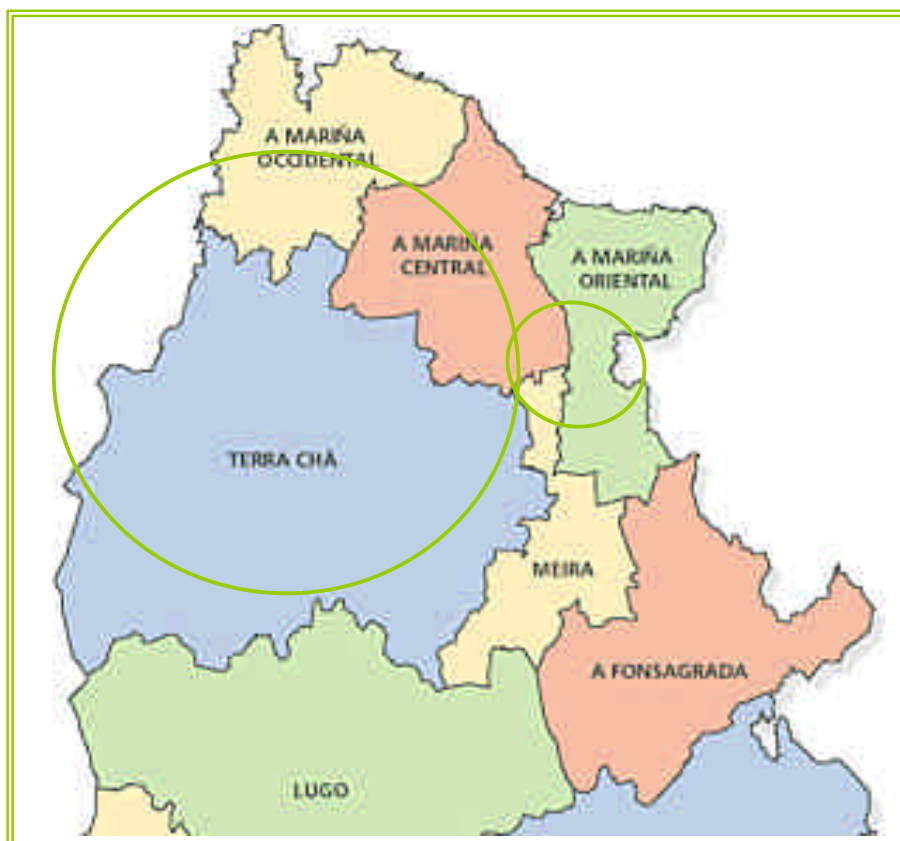 A MARIÑA
OCCIDENTAL
A MARIÑA
CENTRAL
A MARIÑA
ORIENTAL
TERRA CHÁ
MEIRA
A FONSAGRADA
LUGO